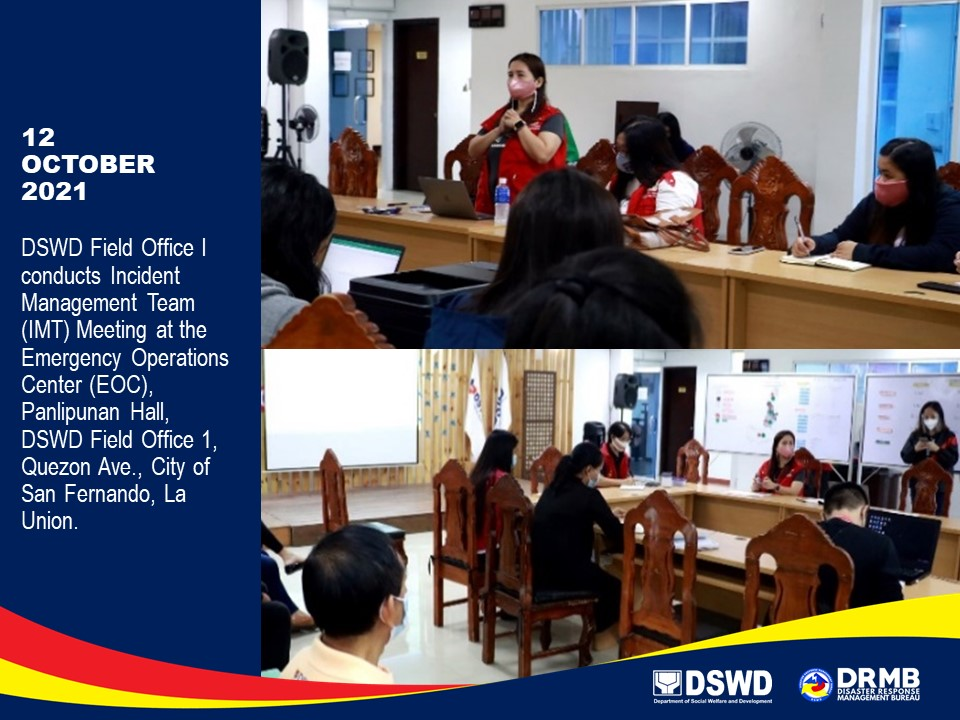 12
OCTOBER
2021
DSWD Field Office I
conducts Incident
Management Team
(IMT) Meeting at the
Emergency Operations
Center (EOC),
Panlipunan Hall,
DSWD Field Office 1,
Quezon Ave., City of
San Fernando, La
Union.
DSWD
Department of Social Welfare and Development
DRMB
DISASTER RESPONSE
MANAGEMENT BUREAU